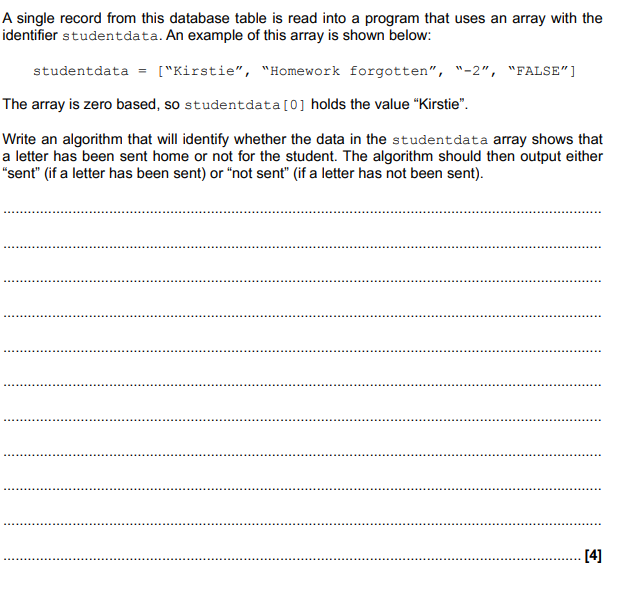 A single record from this database table is read into a program that uses an array with the
identifier studentdata. An example of this array is shown below:
studentdata = [“Kirstie”, “Homework forgotten”, “-2”, “FALSE”]
The array is zero based, so studentdata[0] holds the value “Kirstie”.
Write an algorithm that will identify whether the data in the studentdata array shows that
a letter has been sent home or not for the student. The algorithm should then output either
“sent” (if a letter has been sent) or “not sent” (if a letter has not been sent).
[4]